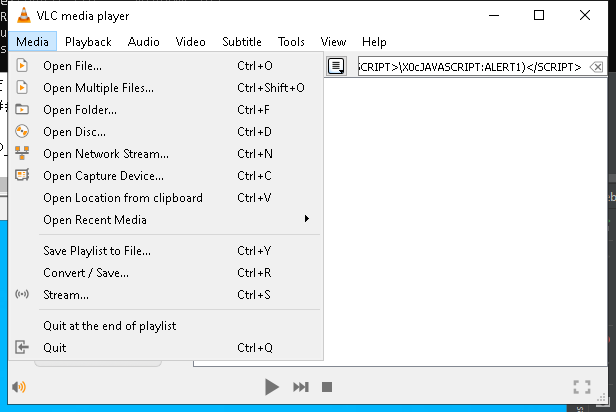 VLC media player
Media Playback Audio Video Subtitle Tools View Help
SCRIPT>\X0cJAVASCRIPT:ALERT1)</SCRIPT>
Open File... Ctrl+O
Open Multiple Files... Ctrl+Shift+O
Open Folder... Ctrl+F
Open Disc... Ctrl+D
Open Network Stream... Ctrl+N
Open Capture Device... Ctrl+C
Open Location from clipboard Ctrl+V
Open Recent Media
Save Playlist to File... Ctrl+Y
Convert / Save... Ctrl+R
Stream... Ctrl+S
Quit at the end of playlist
Quit Ctrl+Q